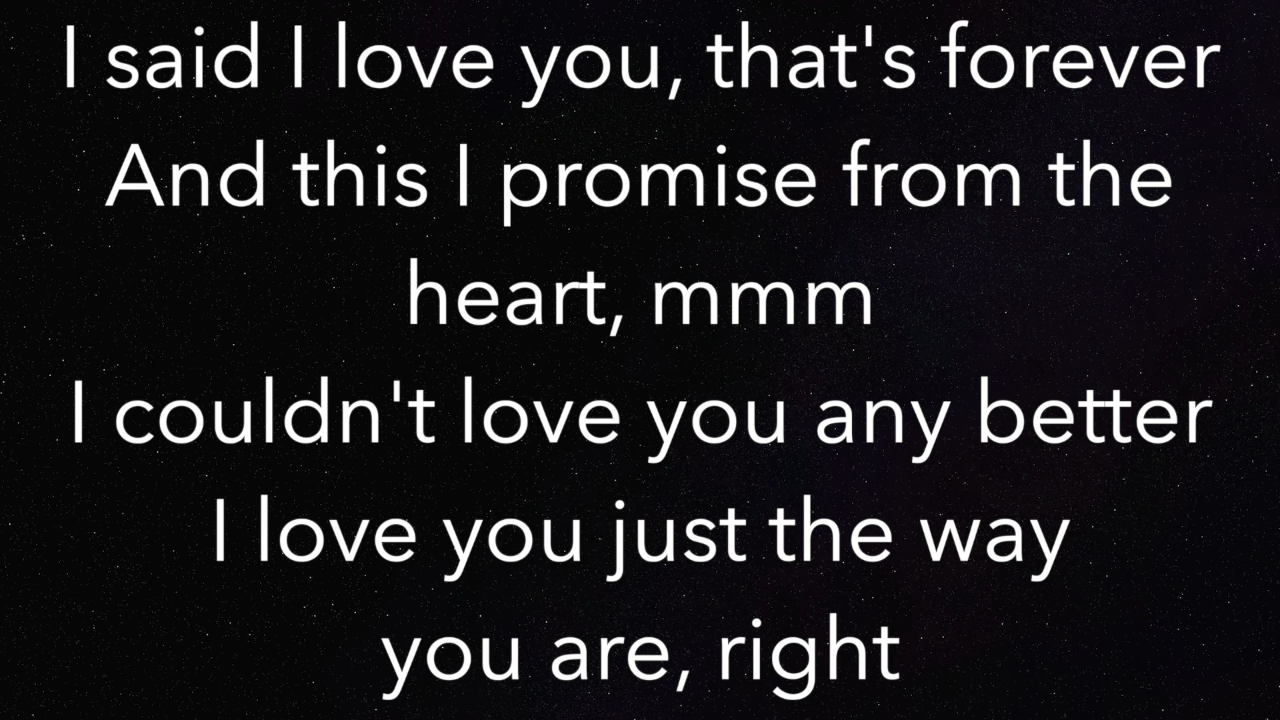 I said I love you, that's forever
And this I promise from the
heart, mmm
I couldn't love you any better
I love you just the way
you are, right